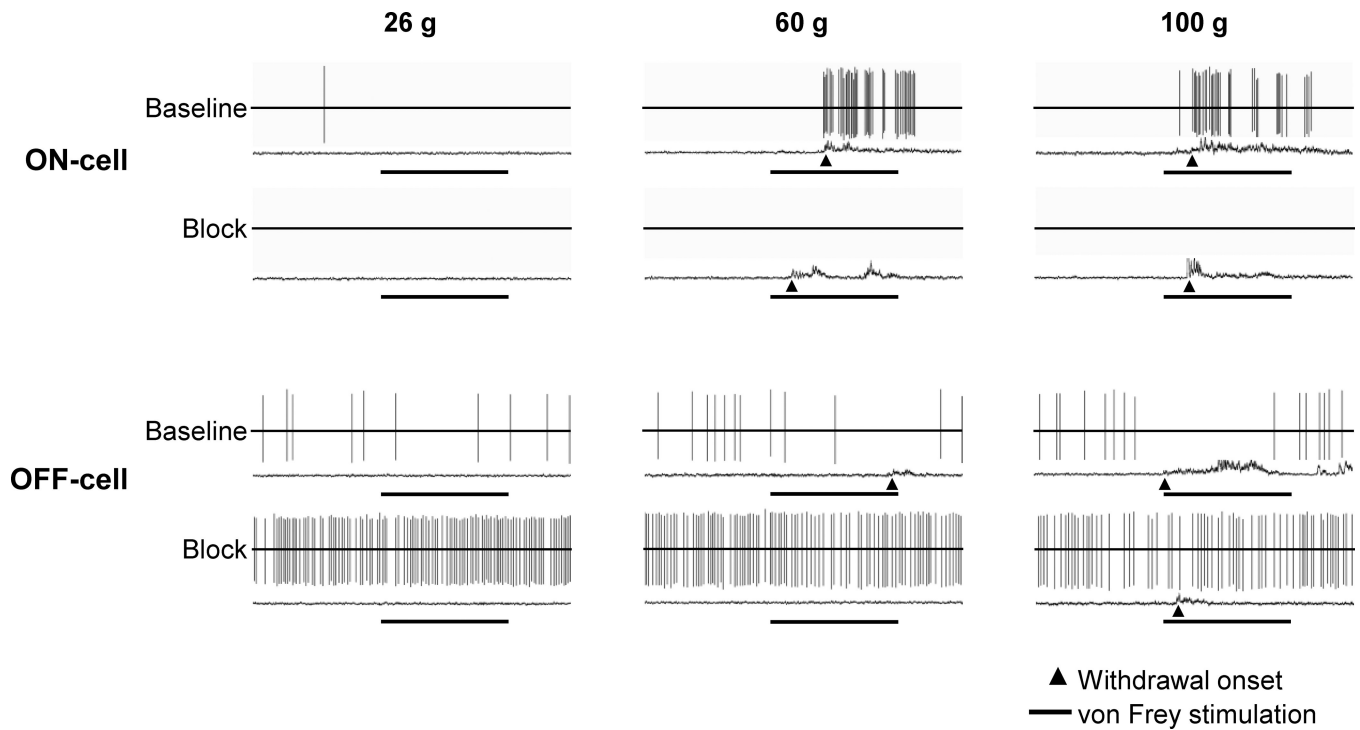 26 g
60 g
100 g
Baseline
ON-cell
Block
Baseline
OFF-cell
Block
Withdrawal onset
von Frey stimulation